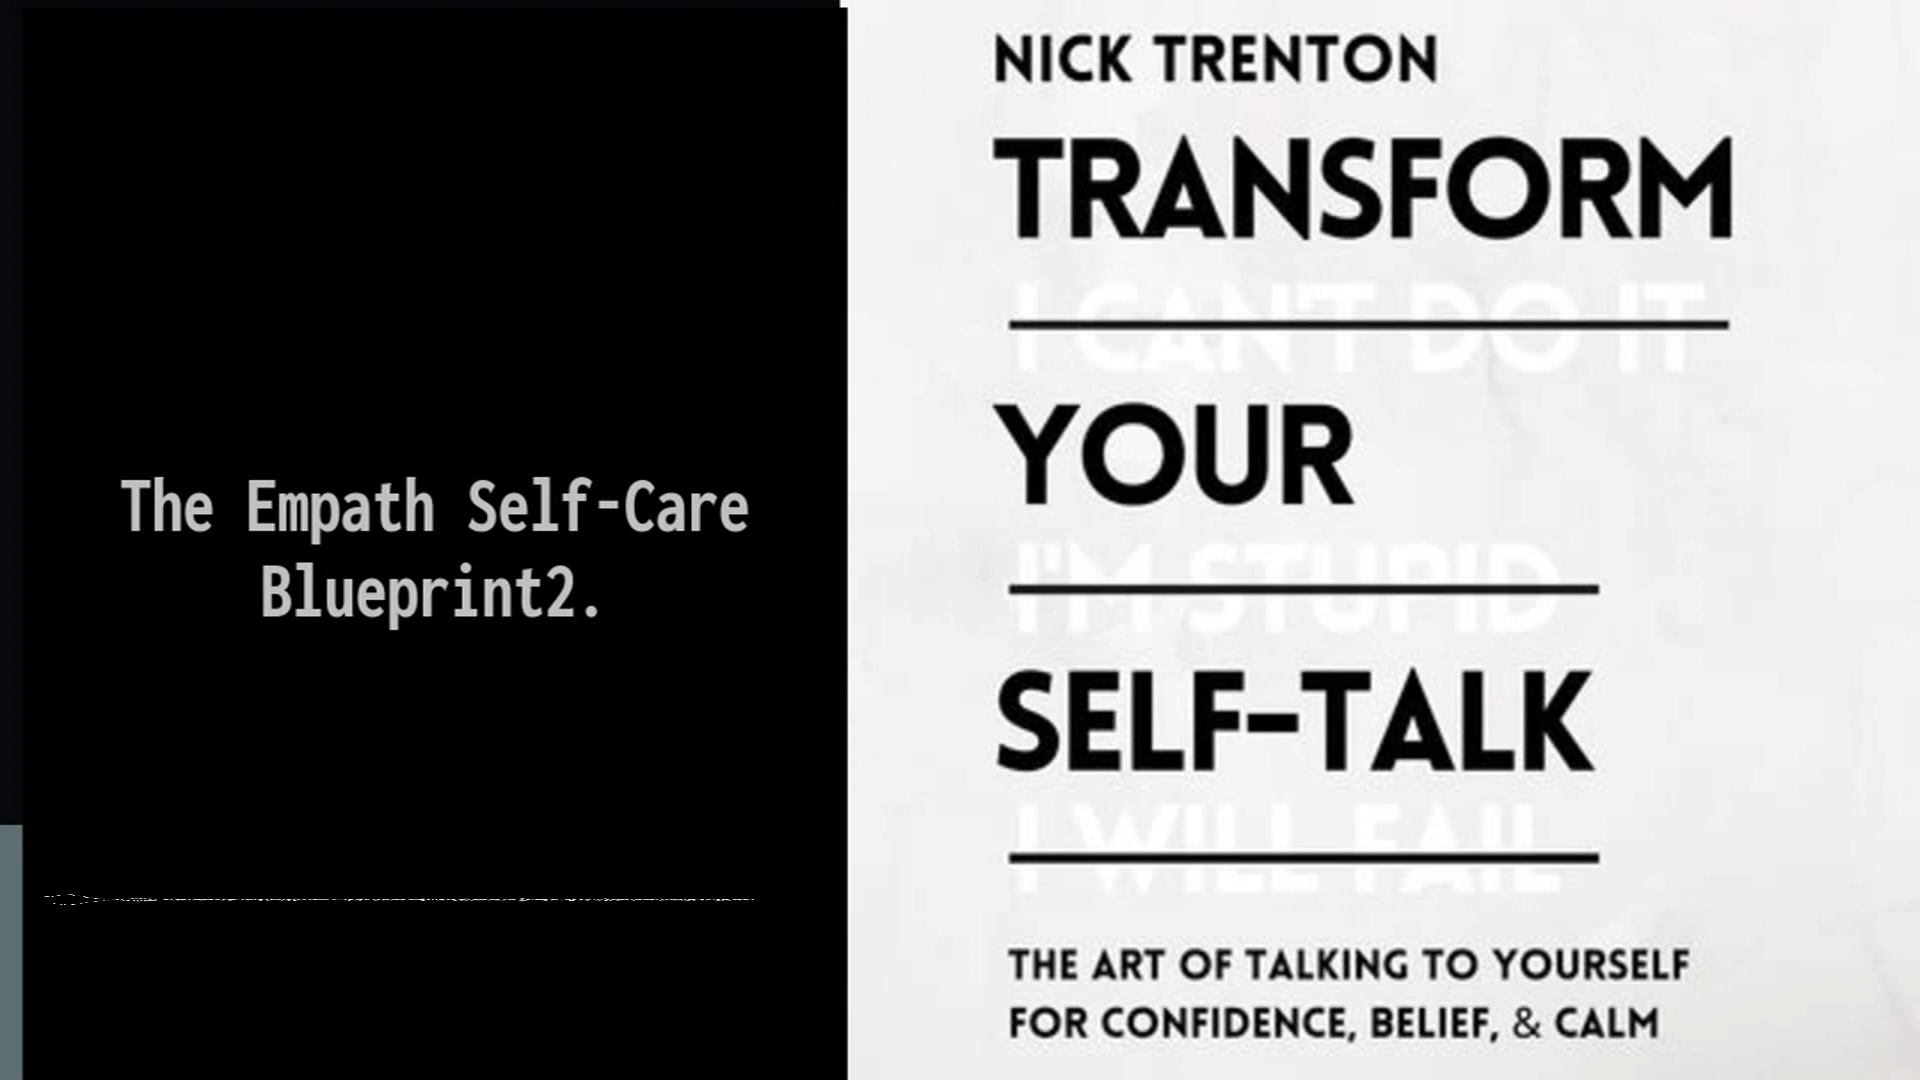 The Empath Self-Care
Blueprint2.
NICK TRENTON
TRANSFORM
I CAN'T DO IT
YOUR
I'M STUPID
SELF-TALK
I WILL FAIL
THE ART OF TALKING TO YOURSELF
FOR CONFIDENCE, BELIEF, & CALM